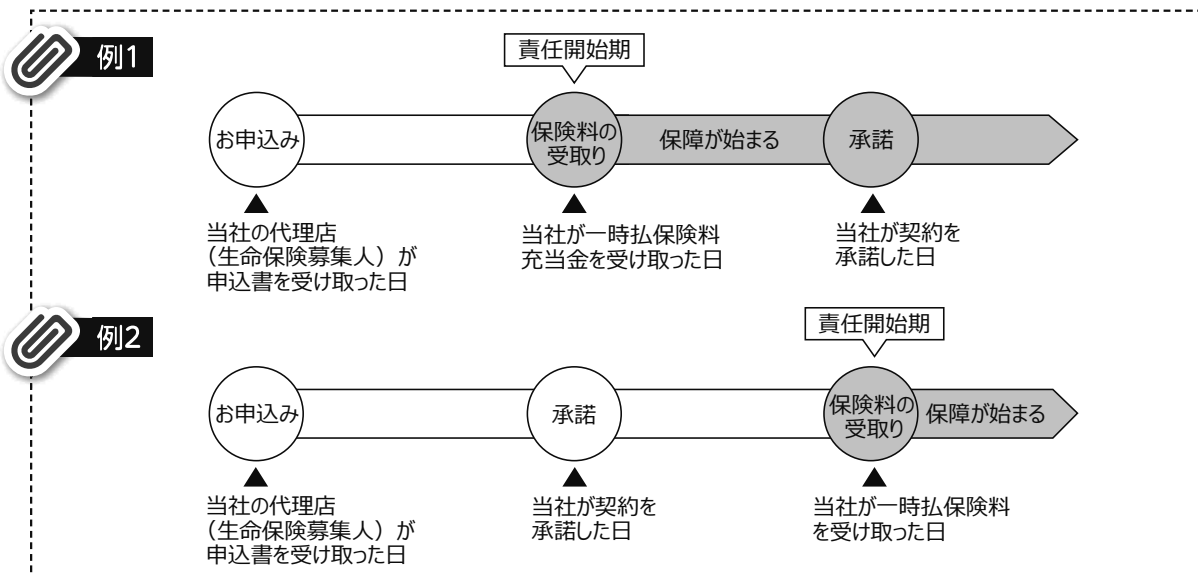 例1
責任開始期
お申込み
保険料の
受取り
保障が始まる
承諾
当社の代理店
（生命保険募集人）が
申込書を受け取った日
当社が一時払保険料
充当金を受け取った日
当社が契約を
承諾した日
例2
責任開始期
お申込み
承諾
保険料の
受取り
保障が始まる
当社の代理店
（生命保険募集人）が
申込書を受け取った日
当社が契約を
承諾した日
当社が一時払保険料
を受け取った日